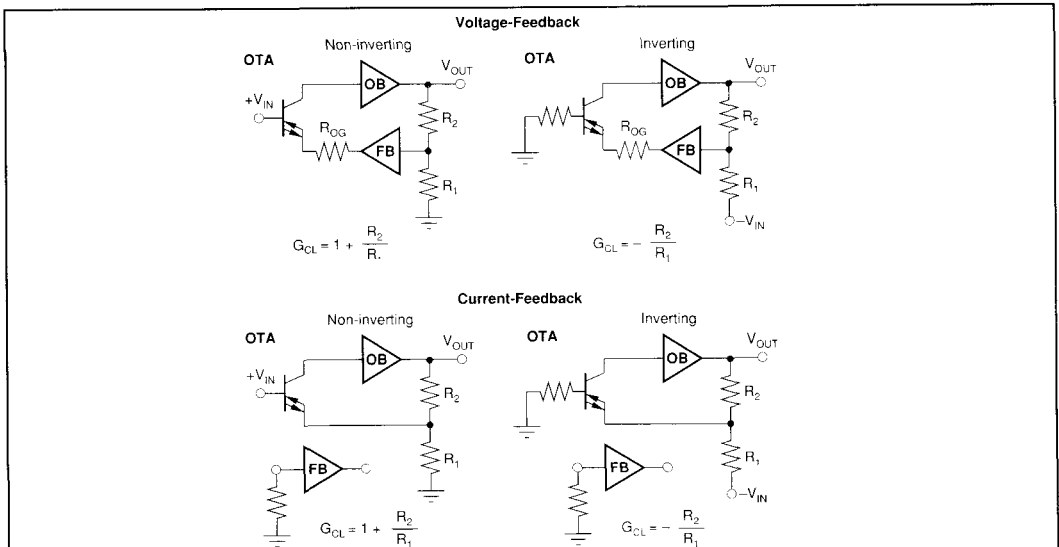 Voltage-Feedback
Non-inverting
OTA
OB
V_OUT
+V_IN
R_OG
FB
R_2
R_1
G_CL = 1 + R_2 / R.
Inverting
OTA
OB
V_OUT
R_OG
FB
R_2
R_1
−V_IN
G_CL = − R_2 / R_1
Current-Feedback
Non-inverting
OTA
OB
V_OUT
+V_IN
R_2
R_1
FB
G_CL = 1 + R_2 / R_1
Inverting
OTA
OB
V_OUT
R_2
R_1
FB
−V_IN
G_CL = − R_2 / R_1